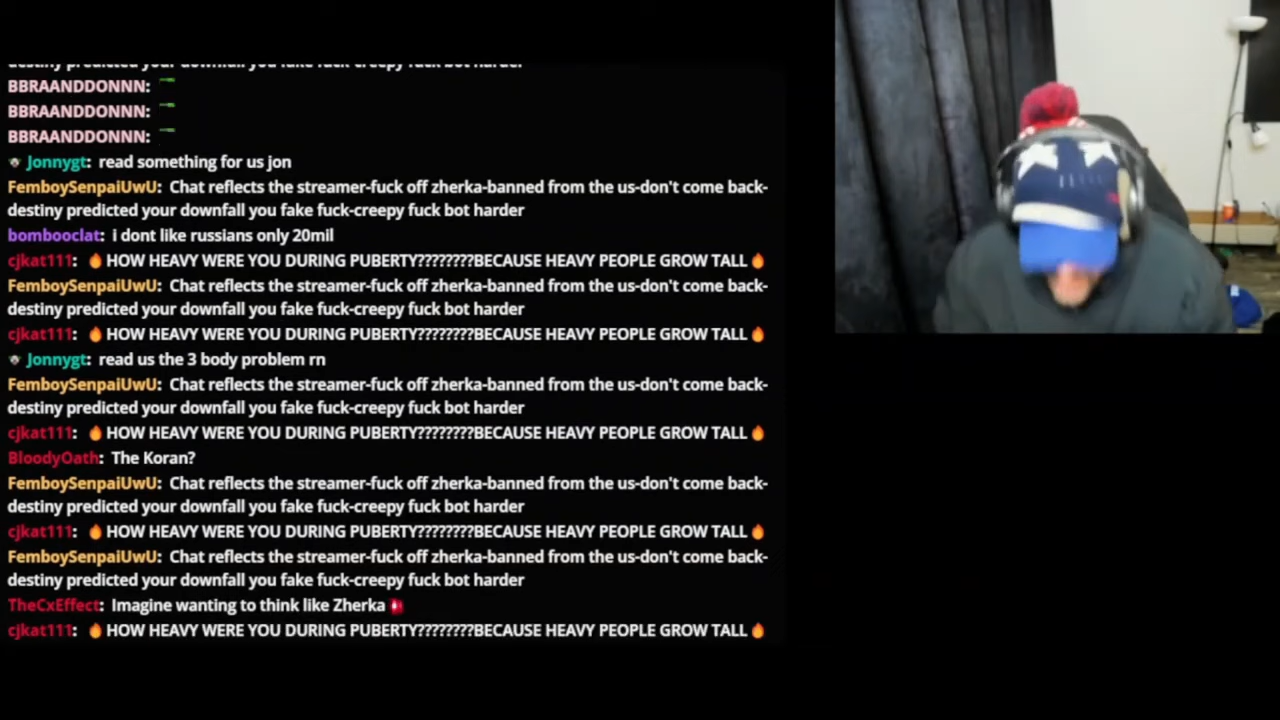 destiny predicted your downfall you fake fuck-creepy fuck bot harder
BBRAANDDONNN:
BBRAANDDONNN:
BBRAANDDONNN:
Jonnygt: read something for us jon
FemboySenpaiUwU: Chat reflects the streamer-fuck off zherka-banned from the us-don't come back-
destiny predicted your downfall you fake fuck-creepy fuck bot harder
bombooclat: i dont like russians only 20mil
cjkat111: 🔥 HOW HEAVY WERE YOU DURING PUBERTY????????BECAUSE HEAVY PEOPLE GROW TALL 🔥
FemboySenpaiUwU: Chat reflects the streamer-fuck off zherka-banned from the us-don't come back-
destiny predicted your downfall you fake fuck-creepy fuck bot harder
cjkat111: 🔥 HOW HEAVY WERE YOU DURING PUBERTY????????BECAUSE HEAVY PEOPLE GROW TALL 🔥
Jonnygt: read us the 3 body problem rn
FemboySenpaiUwU: Chat reflects the streamer-fuck off zherka-banned from the us-don't come back-
destiny predicted your downfall you fake fuck-creepy fuck bot harder
cjkat111: 🔥 HOW HEAVY WERE YOU DURING PUBERTY????????BECAUSE HEAVY PEOPLE GROW TALL 🔥
BloodyOath: The Koran?
FemboySenpaiUwU: Chat reflects the streamer-fuck off zherka-banned from the us-don't come back-
destiny predicted your downfall you fake fuck-creepy fuck bot harder
cjkat111: 🔥 HOW HEAVY WERE YOU DURING PUBERTY????????BECAUSE HEAVY PEOPLE GROW TALL 🔥
FemboySenpaiUwU: Chat reflects the streamer-fuck off zherka-banned from the us-don't come back-
destiny predicted your downfall you fake fuck-creepy fuck bot harder
TheCxEffect: Imagine wanting to think like Zherka
cjkat111: 🔥 HOW HEAVY WERE YOU DURING PUBERTY????????BECAUSE HEAVY PEOPLE GROW TALL 🔥